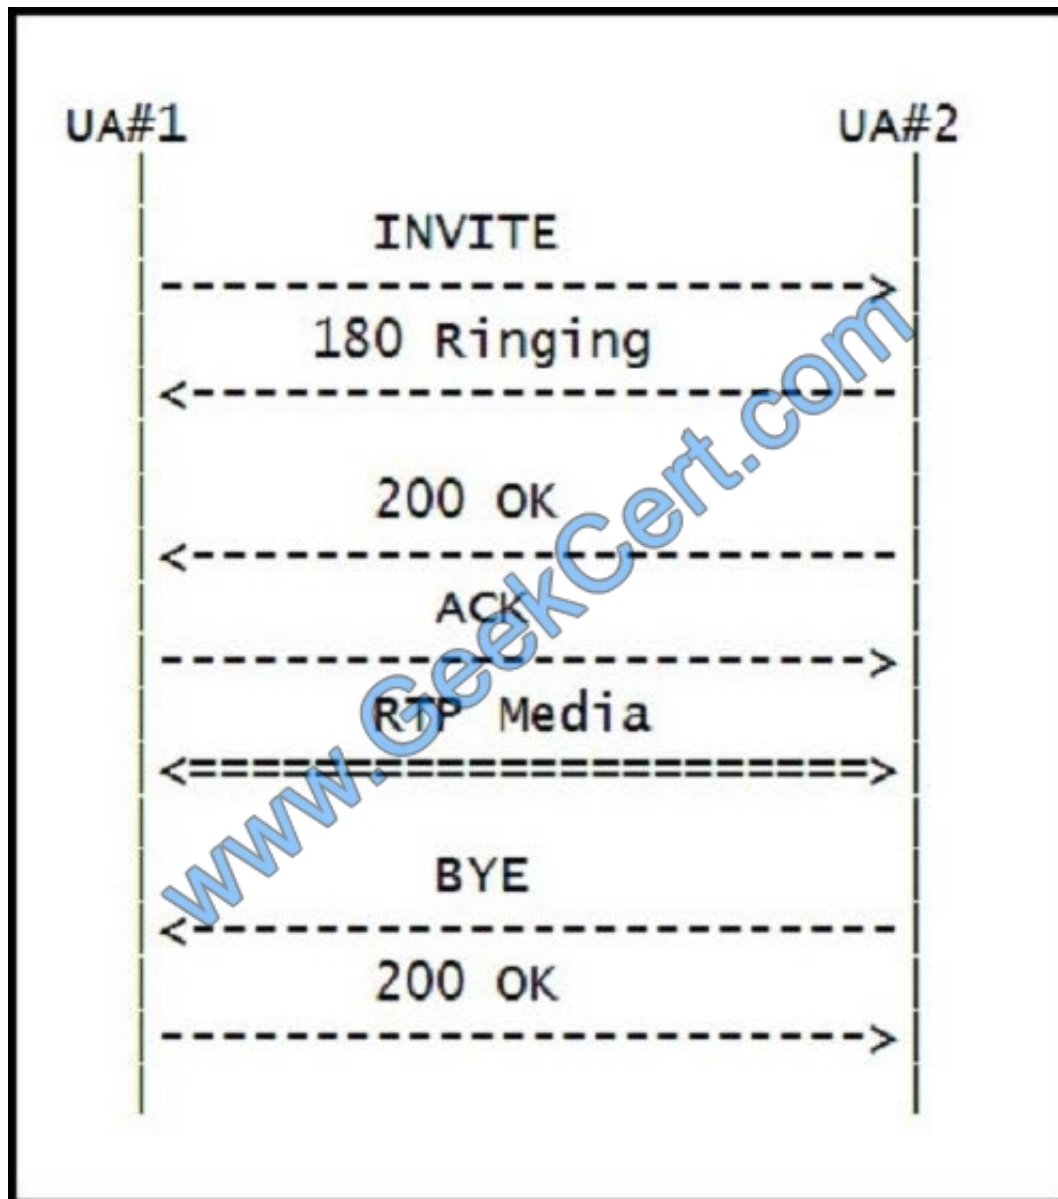 UA#1 UA#2
INVITE
180 Ringing
200 OK
ACK
RTP Media
BYE
200 OK
www.GeekCert.com